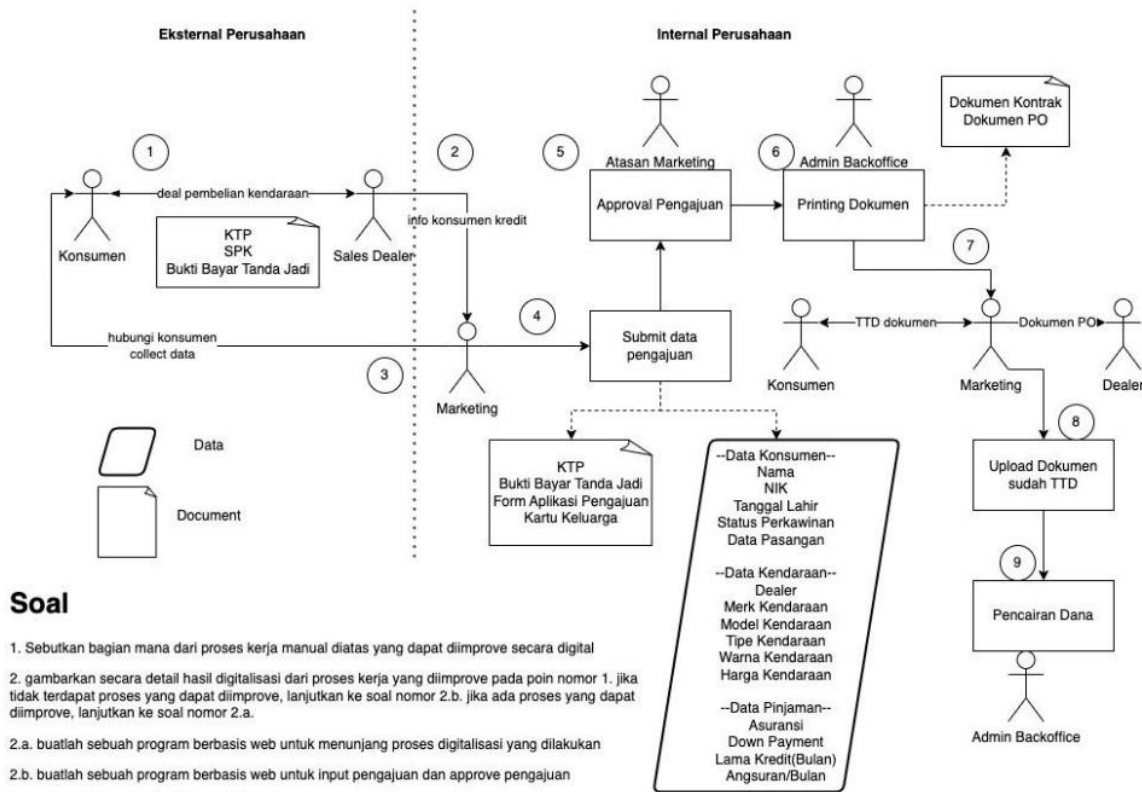 Eksternal Perusahaan
Internal Perusahaan
1
2
5
6
Dokumen Kontrak
Dokumen PO
Atasan Marketing
Admin Backoffice
deal pembelian kendaraan
info konsumen kredit
Approval Pengajuan
Printing Dokumen
Konsumen
KTP
SPK
Bukti Bayar Tanda Jadi
Sales Dealer
7
4
hubungi konsumen
collect data
3
Marketing
Submit data
pengajuan
TTD dokumen
Dokumen PO
Konsumen
Marketing
Dealer
8
Data
Document
KTP
Bukti Bayar Tanda Jadi
Form Aplikasi Pengajuan
Kartu Keluarga
--Data Konsumen--
Nama
NIK
Tanggal Lahir
Status Perkawinan
Data Pasangan
--Data Kendaraan--
Dealer
Merk Kendaraan
Model Kendaraan
Tipe Kendaraan
Warna Kendaraan
Harga Kendaraan
--Data Pinjaman--
Asuransi
Down Payment
Lama Kredit(Bulan)
Angsuran/Bulan
Upload Dokumen
sudah TTD
9
Pencairan Dana
Admin Backoffice
Soal
1. Sebutkan bagian mana dari proses kerja manual diatas yang dapat diimprove secara digital
2. gambarkan secara detail hasil digitalisasi dari proses kerja yang diimprove pada poin nomor 1. jika
tidak terdapat proses yang dapat diimprove, lanjutkan ke soal nomor 2.b. jika ada proses yang dapat
diimprove, lanjutkan ke soal nomor 2.a.
2.a. buatlah sebuah program berbasis web untuk menunjang proses digitalisasi yang dilakukan
2.b. buatlah sebuah program berbasis web untuk input pengajuan dan approve pengajuan